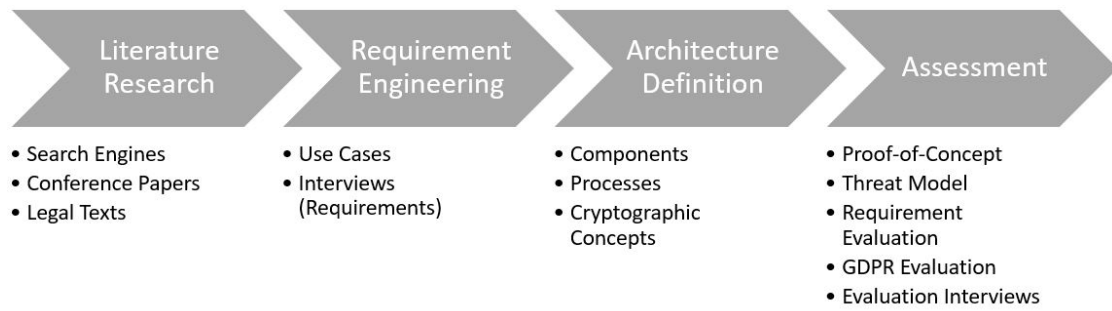 Literature
Research
• Search Engines
• Conference Papers
• Legal Texts
Requirement
Engineering
• Use Cases
• Interviews
(Requirements)
Architecture
Definition
• Components
• Processes
• Cryptographic
Concepts
Assessment
• Proof-of-Concept
• Threat Model
• Requirement
Evaluation
• GDPR Evaluation
• Evaluation Interviews